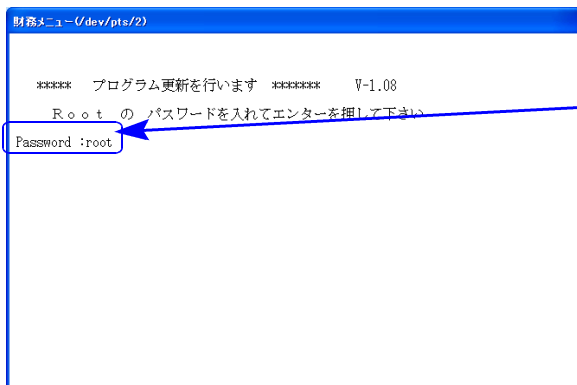 財務メニュー(/dev/pts/2)
***** プログラム更新を行います ******* V-1.08
Ｒｏｏｔ の パスワードを入れてエンターを押して下さい
Password :root